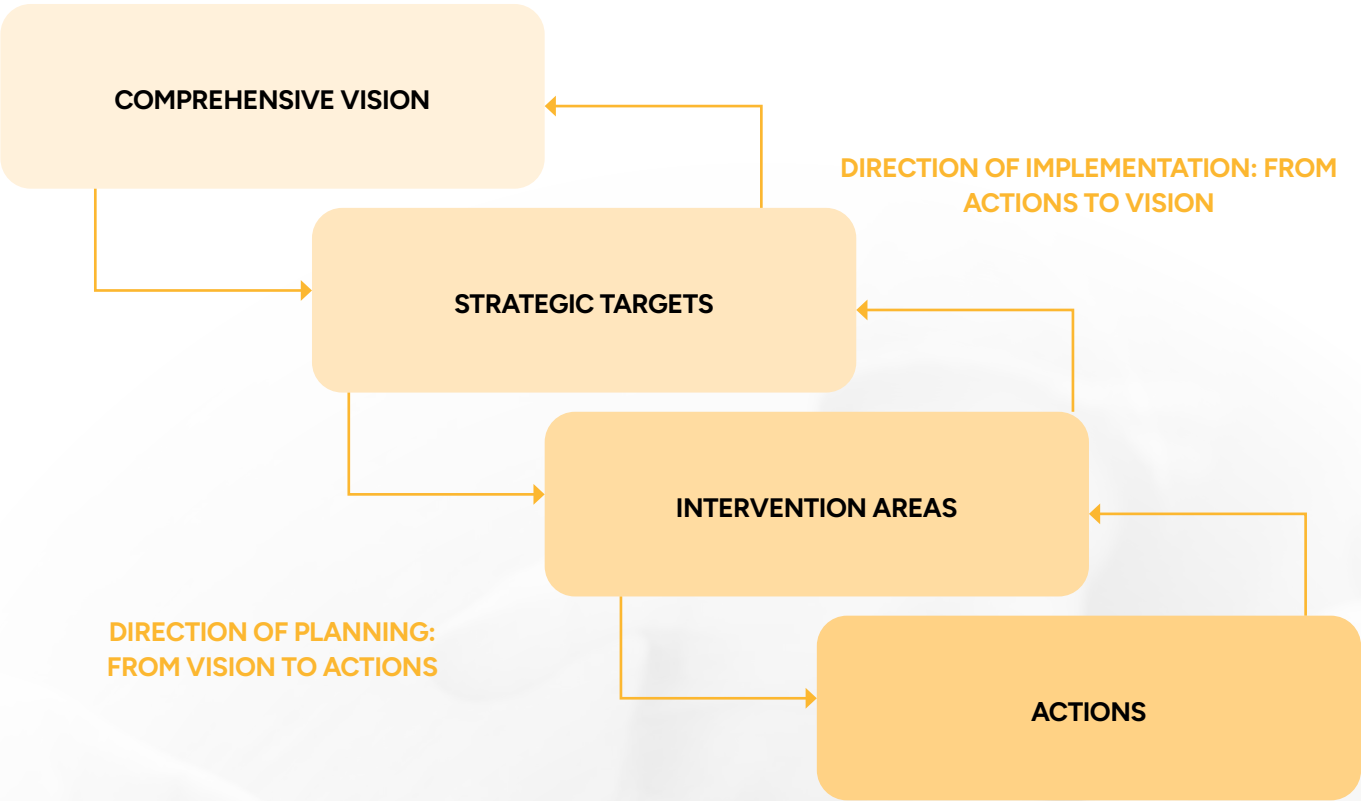 COMPREHENSIVE VISION
DIRECTION OF IMPLEMENTATION: FROM
ACTIONS TO VISION
STRATEGIC TARGETS
INTERVENTION AREAS
DIRECTION OF PLANNING:
FROM VISION TO ACTIONS
ACTIONS